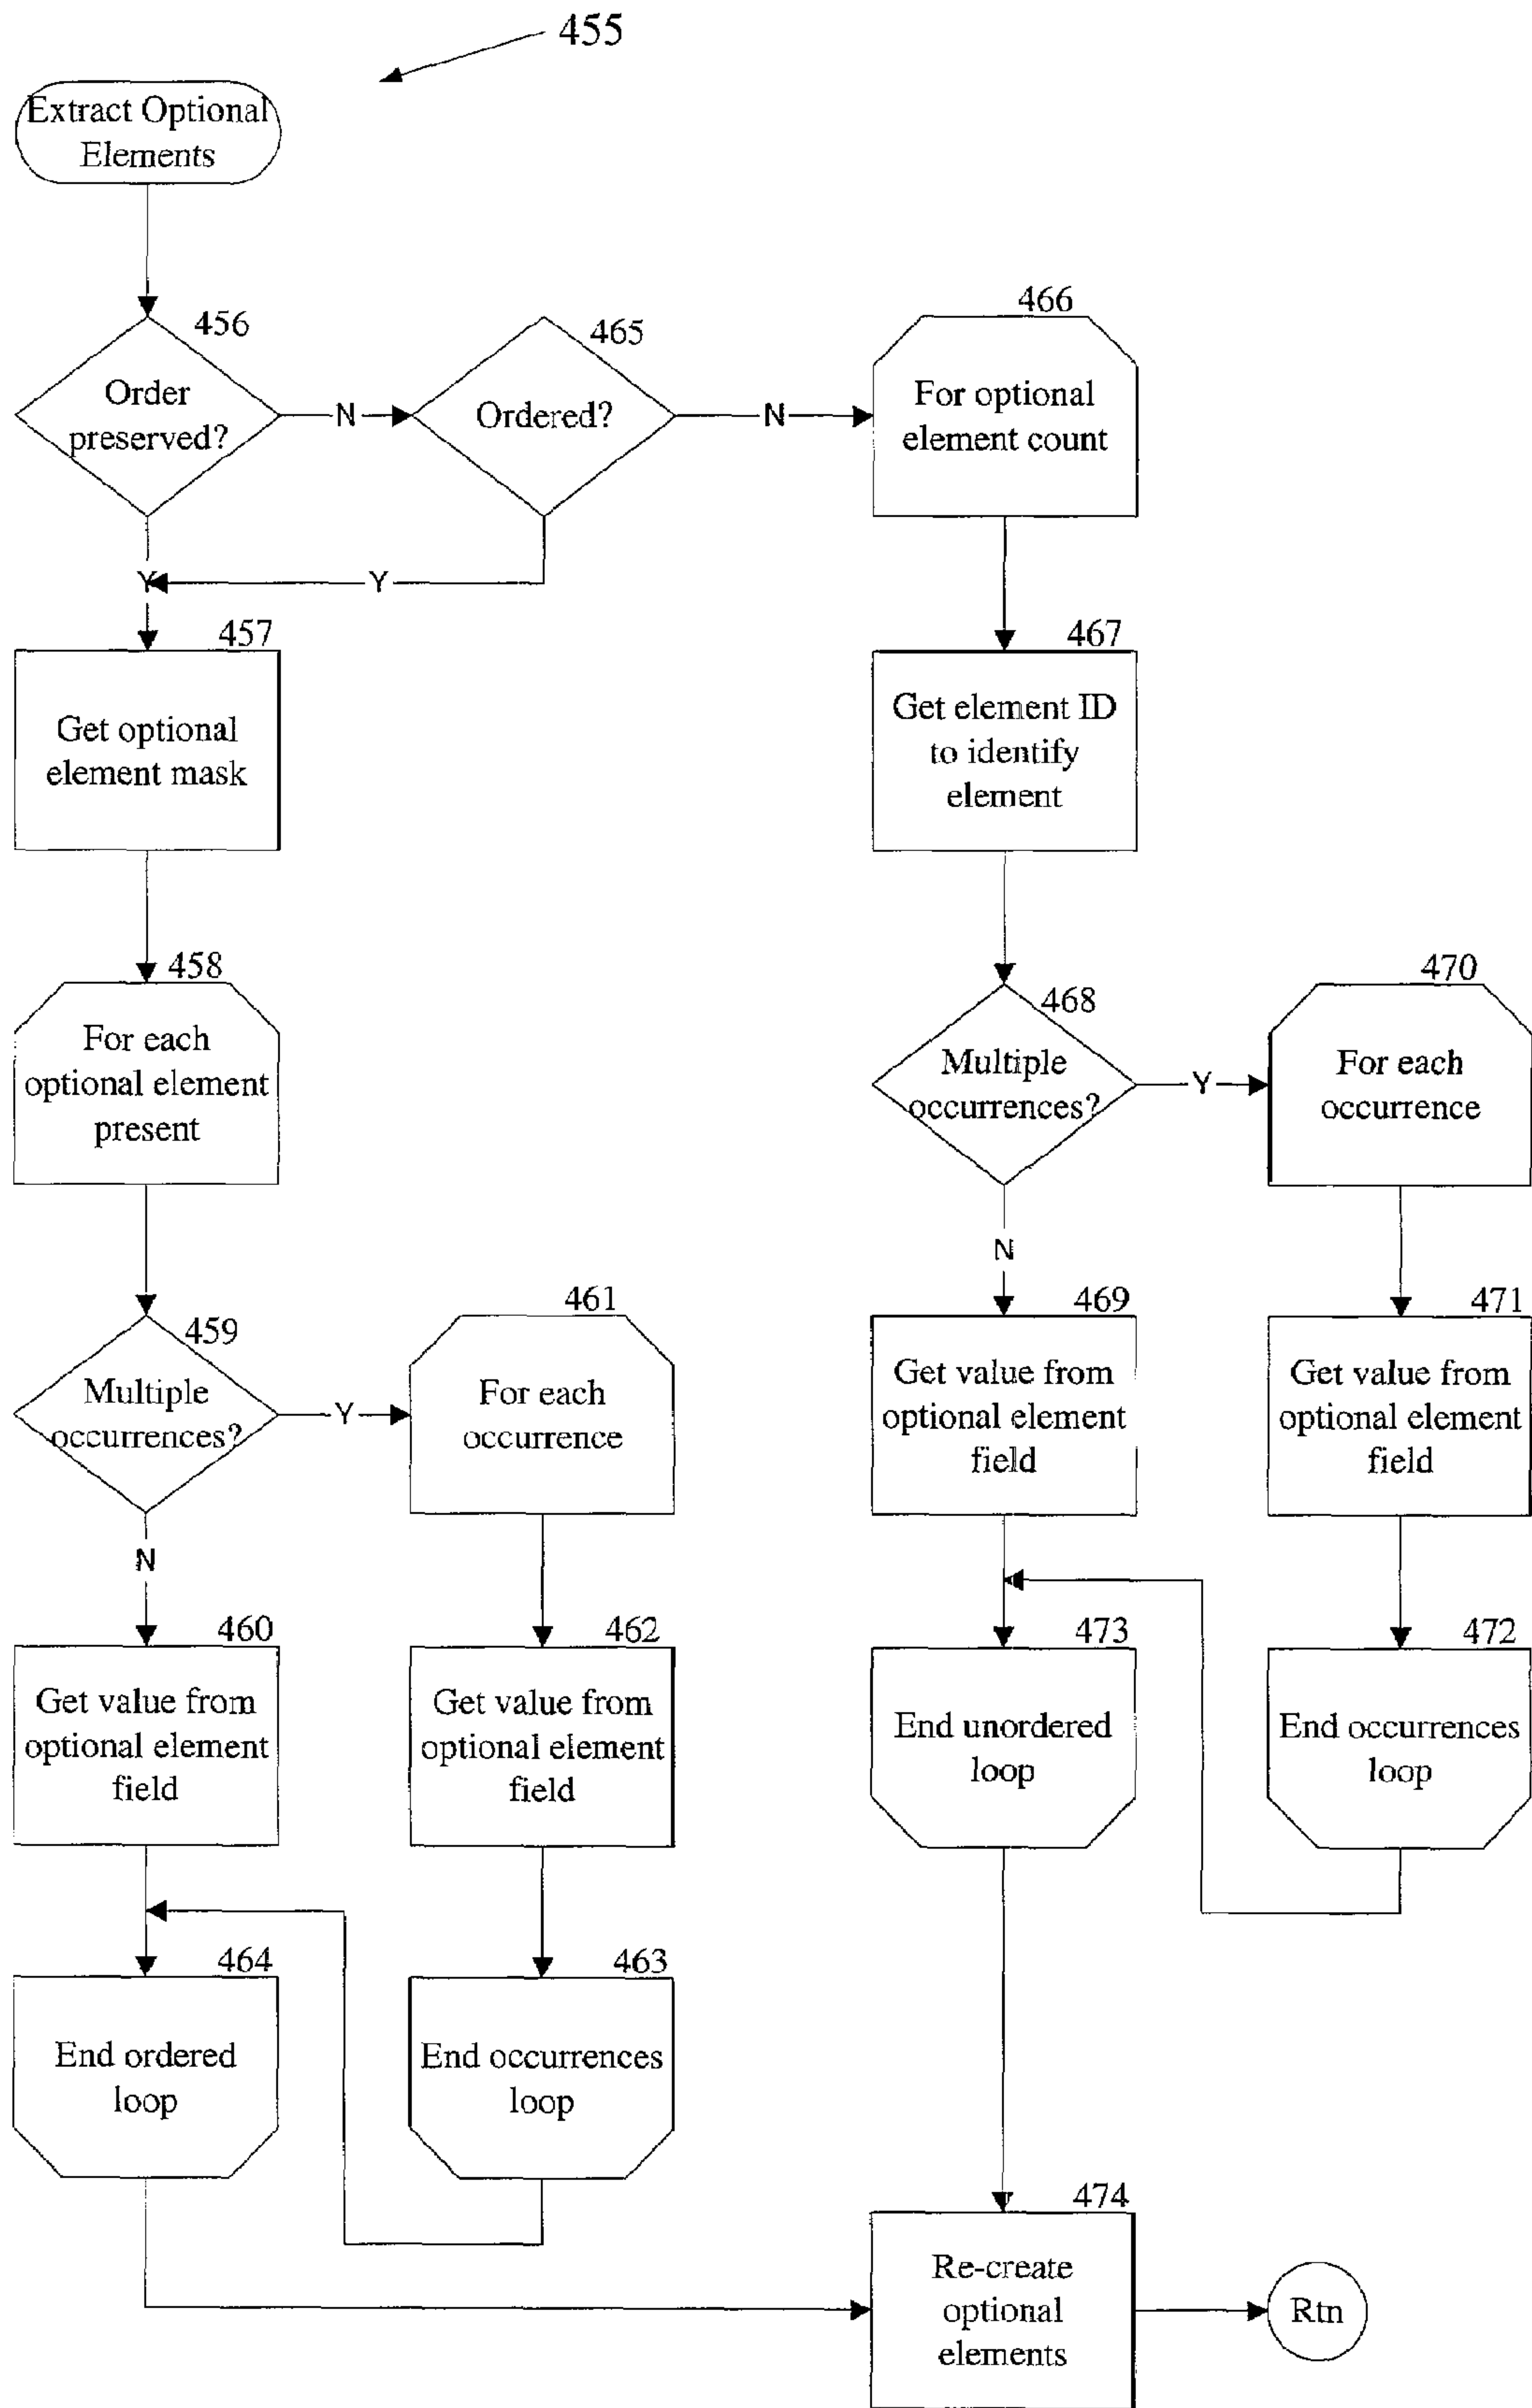 455
Extract Optional
Elements
456
Order
preserved?
N
465
Ordered?
N
466
For optional
element count
Y
Y
457
Get optional
element mask
467
Get element ID
to identify
element
458
For each
optional element
present
468
Multiple
occurrences?
Y
470
For each
occurrence
N
459
Multiple
occurrences?
Y
461
For each
occurrence
469
Get value from
optional element
field
471
Get value from
optional element
field
N
460
Get value from
optional element
field
462
Get value from
optional element
field
473
End unordered
loop
472
End occurrences
loop
464
End ordered
loop
463
End occurrences
loop
474
Re-create
optional
elements
Rtn